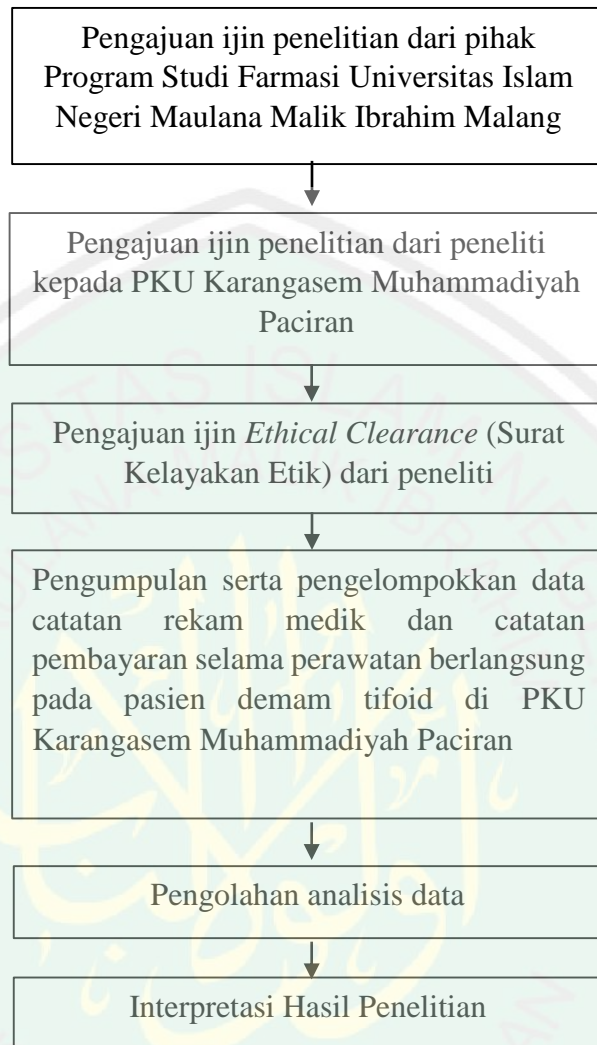 Pengajuan ijin penelitian dari pihak
Program Studi Farmasi Universitas Islam
Negeri Maulana Malik Ibrahim Malang
Pengajuan ijin penelitian dari peneliti
kepada PKU Karangasem Muhammadiyah
Paciran
Pengajuan ijin Ethical Clearance (Surat
Kelayakan Etik) dari peneliti
Pengumpulan serta pengelompokkan data
catatan rekam medik dan catatan
pembayaran selama perawatan berlangsung
pada pasien demam tifoid di PKU
Karangasem Muhammadiyah Paciran
Pengolahan analisis data
Interpretasi Hasil Penelitian